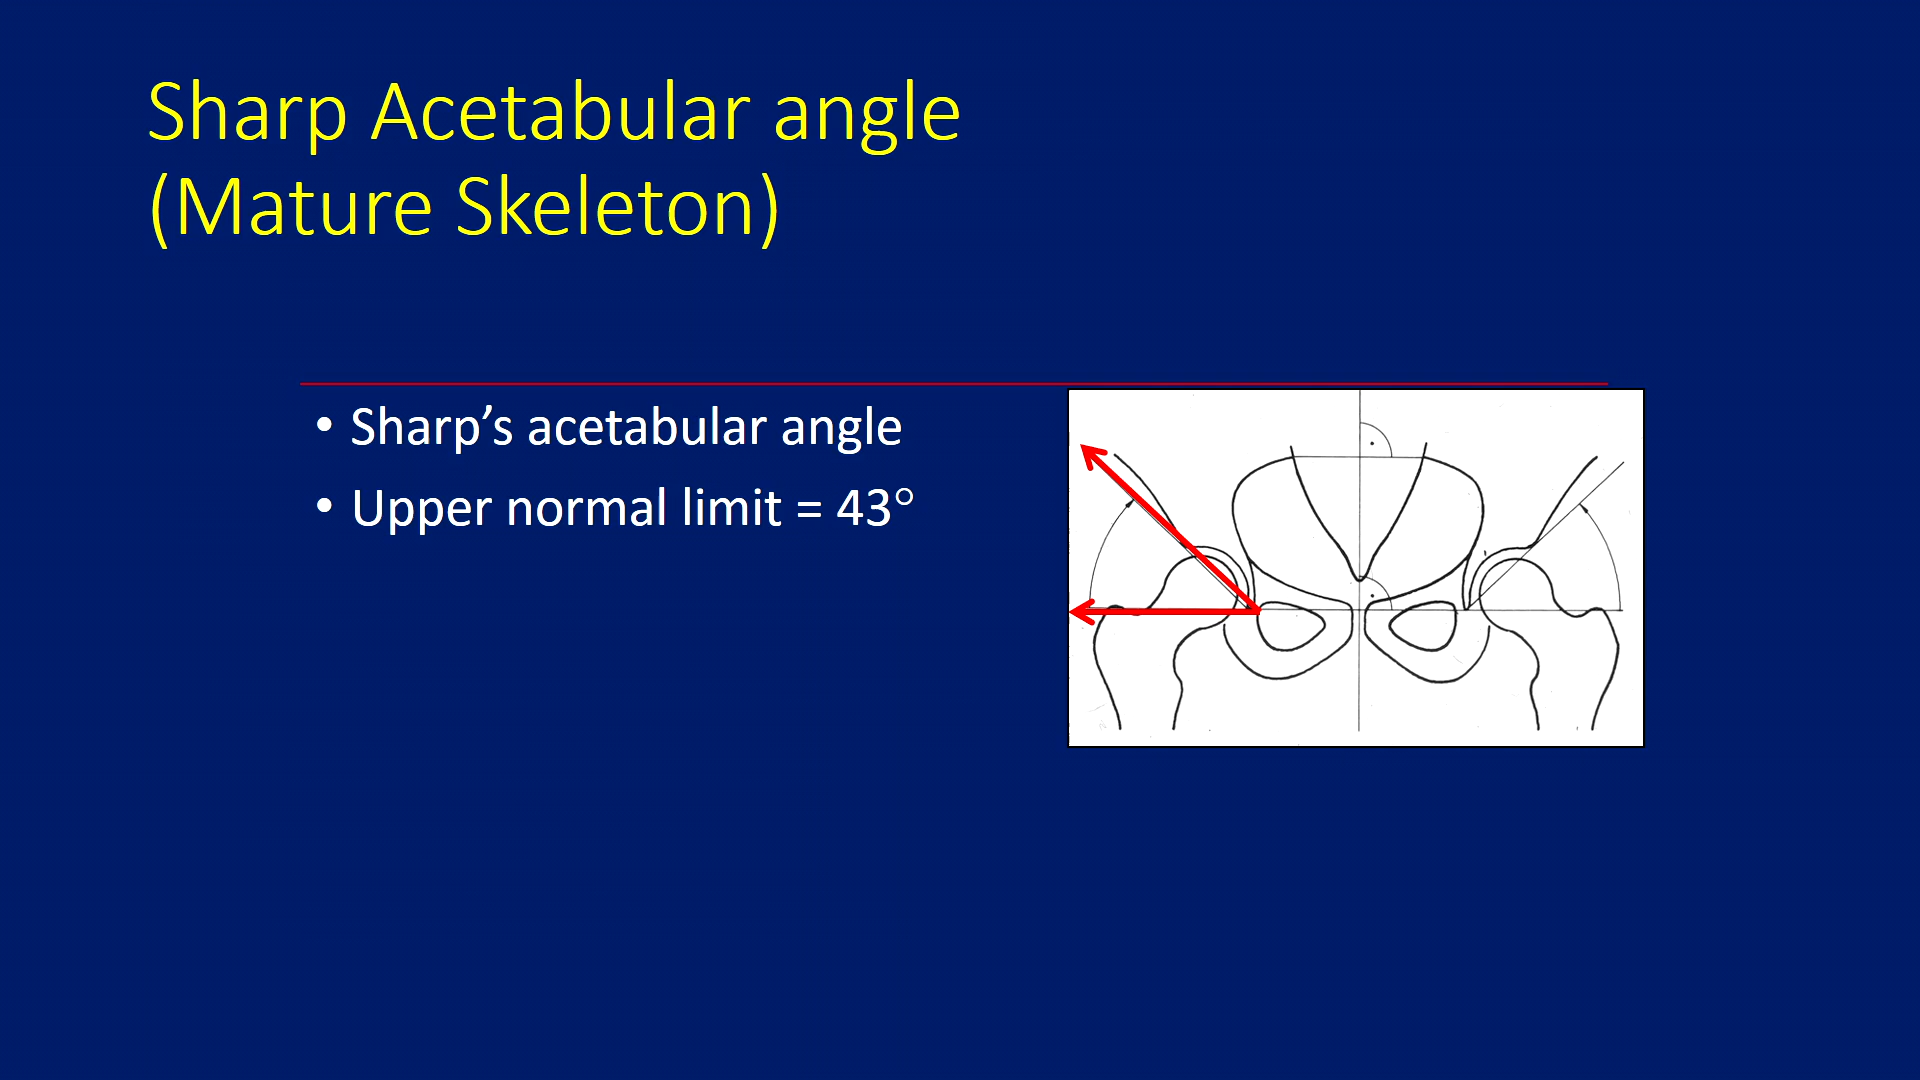 Sharp Acetabular angle
(Mature Skeleton)
• Sharp’s acetabular angle
• Upper normal limit = 43°